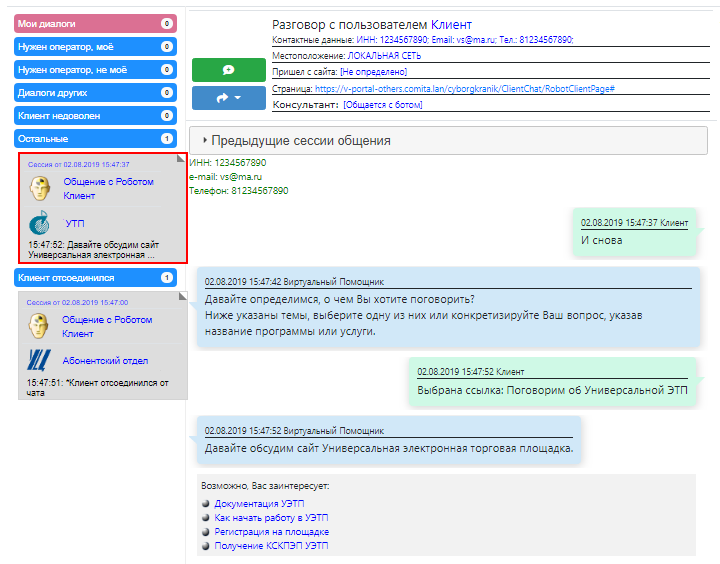 Мои диалоги 0
Нужен оператор, моё 0
Нужен оператор, не моё 0
Диалоги других 0
Клиент недоволен 0
Остальные 1
Сессия от 02.08.2019 15:47:37
Общение с Роботом
Клиент
УТП
15:47:52: Давайте обсудим сайт
Универсальная электронная ...
Клиент отсоединился 1
Сессия от 02.08.2019 15:47:00
Общение с Роботом
Клиент
Абонентский отдел
15:47:51: *Клиент отсоединился от
чата
Разговор с пользователем Клиент
Контактные данные: ИНН: 1234567890; Email: vs@ma.ru; Тел.: 81234567890;
Местоположение: ЛОКАЛЬНАЯ СЕТЬ
Пришел с сайта: [Не определено]
Страница: https://v-portal-others.comita.lan/cyborgkranik/ClientChat/RobotClientPage#
Консультант: [Общается с ботом]
Предыдущие сессии общения
ИНН: 1234567890
e-mail: vs@ma.ru
Телефон: 81234567890
02.08.2019 15:47:37 Клиент
И снова
02.08.2019 15:47:42 Виртуальный Помощник
Давайте определимся, о чем Вы хотите поговорить?
Ниже указаны темы, выберите одну из них или конкретизируйте Ваш вопрос, указав
название программы или услуги.
02.08.2019 15:47:52 Клиент
Выбрана ссылка: Поговорим об Универсальной ЭТП
02.08.2019 15:47:52 Виртуальный Помощник
Давайте обсудим сайт Универсальная электронная торговая площадка.
Возможно, Вас заинтересует:
Документация УЭТП
Как начать работу в УЭТП
Регистрация на площадке
Получение КСКПЭП УЭТП